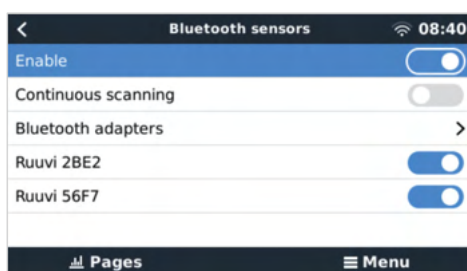 Bluetooth sensors 08:40
Enable
Continuous scanning
Bluetooth adapters
Ruuvi 2BE2
Ruuvi 56F7
Pages Menu